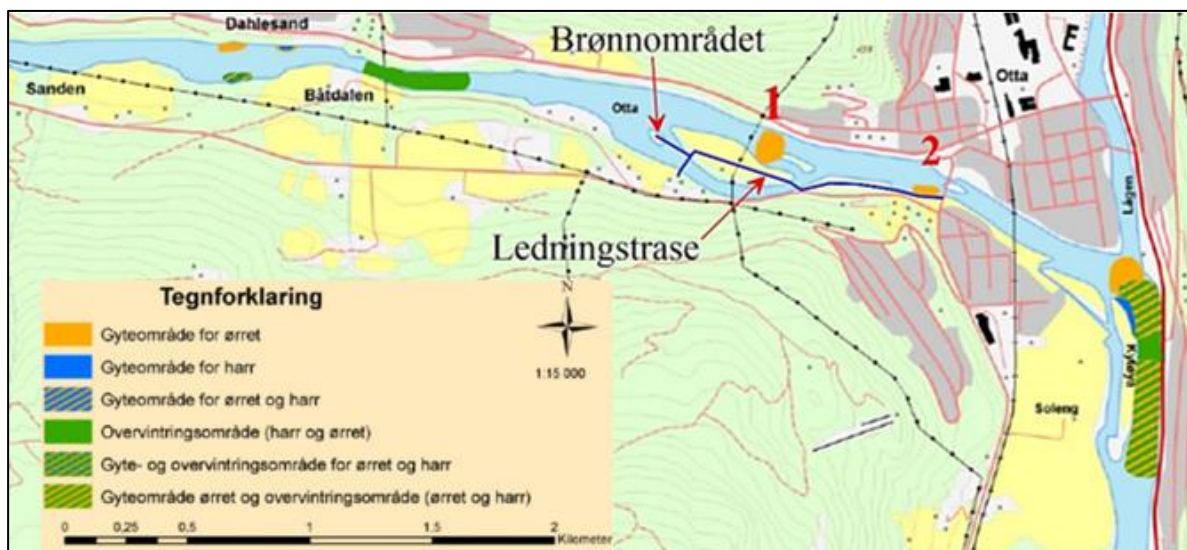 Dahlesand
Brønnområdet
Otta
Sanden
Båtdalen
Otta
1
2
Lågen
Ledningstrase
Tegnforklaring
N
Gyteområde for ørret
Gyteområde for harr
1:15 000
Gyteområde for ørret og harr
Overvintringsområde (harr og ørret)
Soleng
Gyte- og overvintringsområde for ørret og harr
Gyteområde ørret og overvintringsområde (ørret og harr)
0 0,25 0,5 1 1,5 2
Kilometer